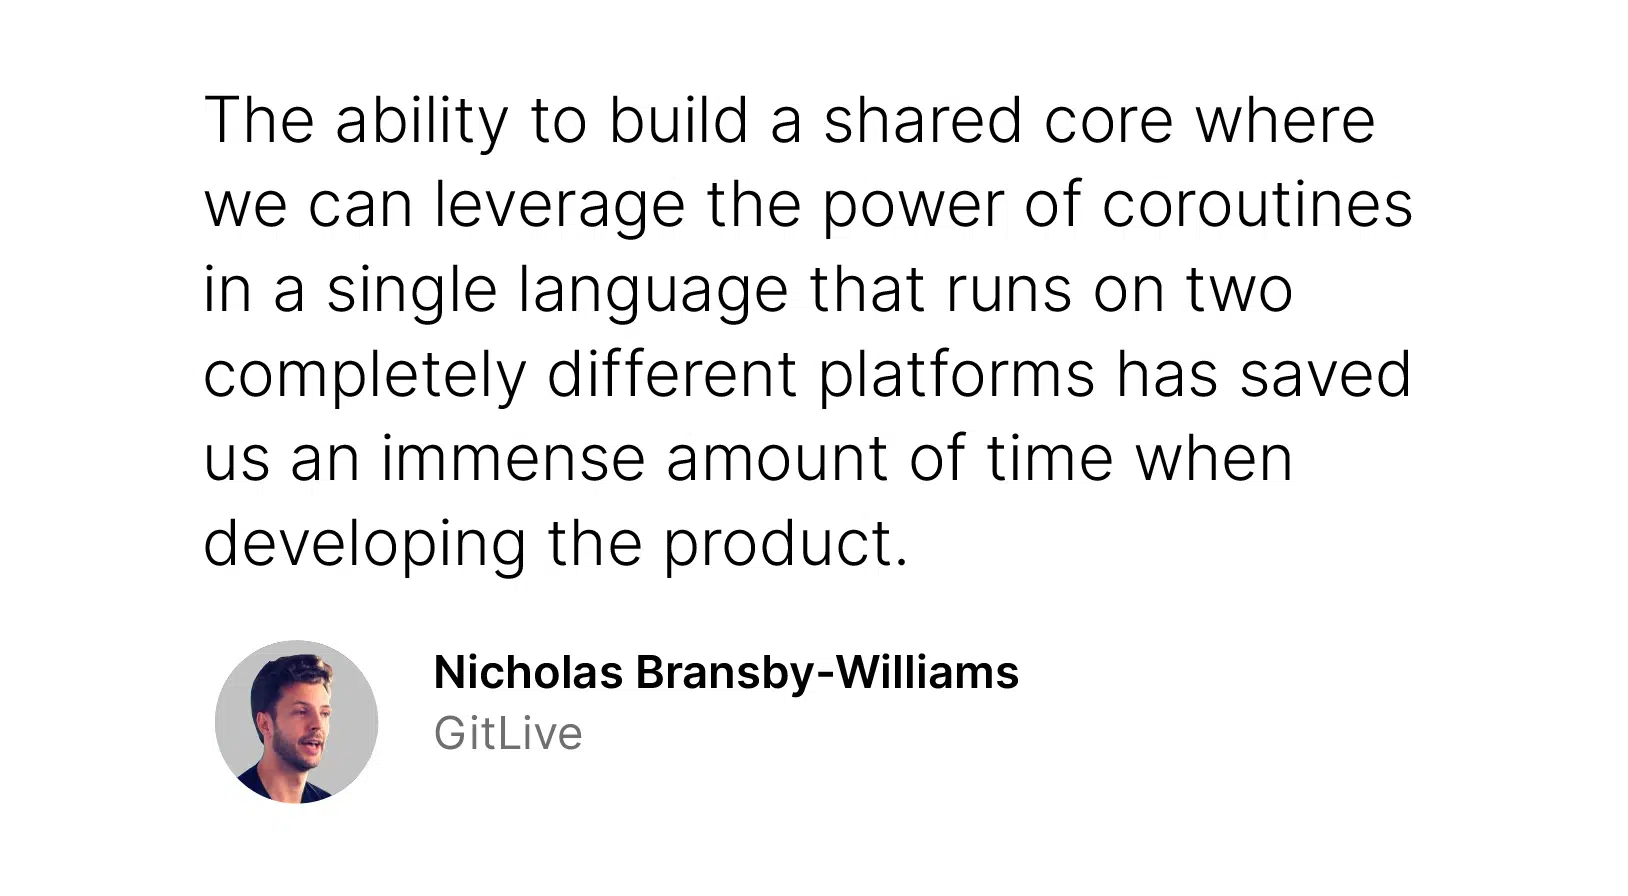 The ability to build a shared core where
we can leverage the power of coroutines
in a single language that runs on two
completely different platforms has saved
us an immense amount of time when
developing the product.
Nicholas Bransby-Williams
GitLive